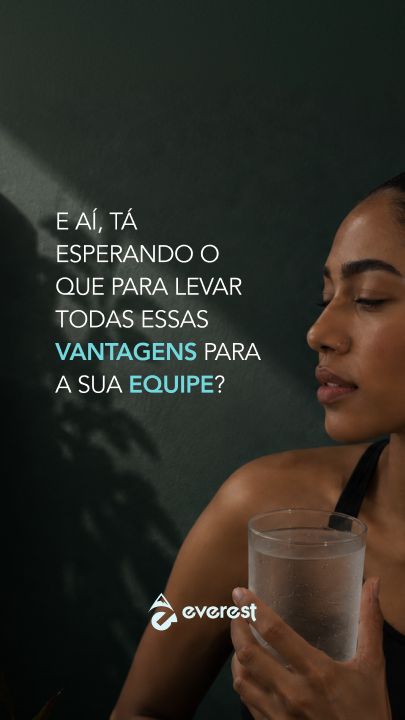 E AÍ, TÁ
ESPERANDO O
QUE PARA LEVAR
TODAS ESSAS
VANTAGENS PARA
A SUA EQUIPE?
everest